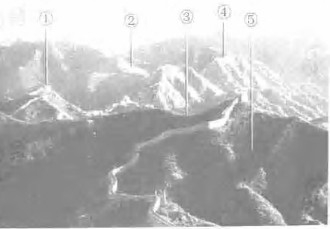 ① ② ③ ④ ⑤